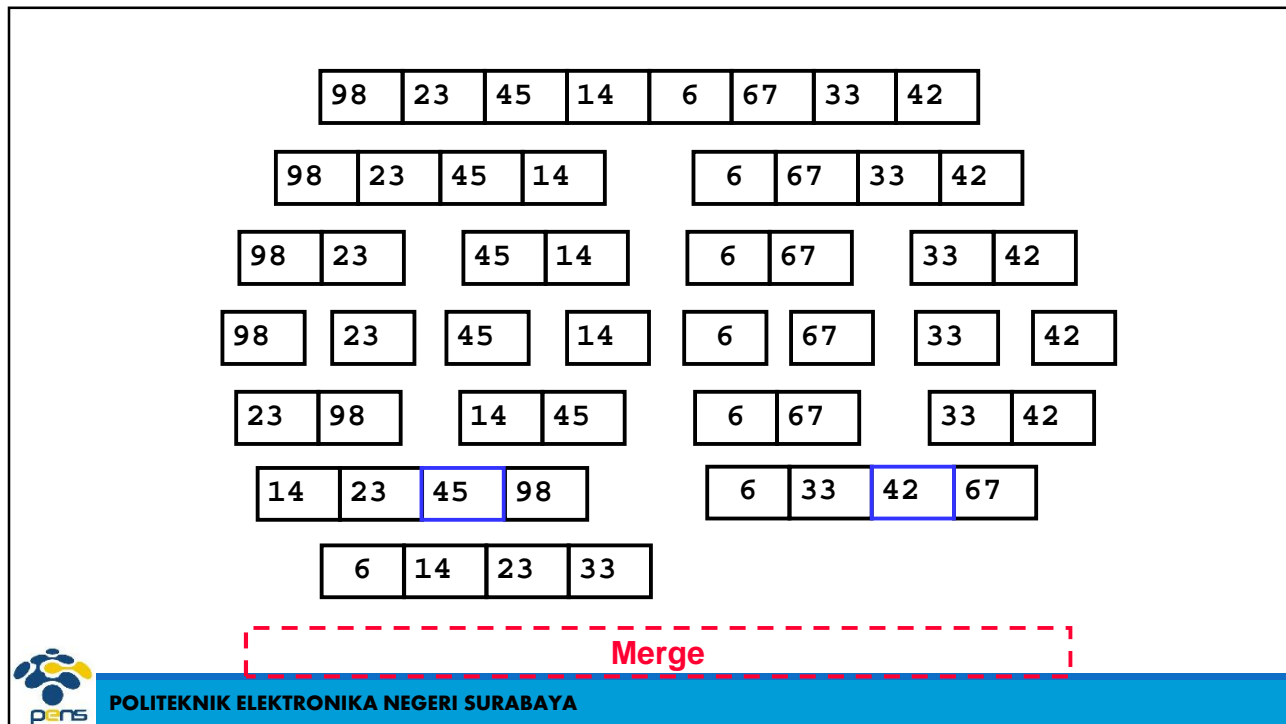 98 23 45 14 6 67 33 42
98 23 45 14 6 67 33 42
98 23 45 14 6 67 33 42
98 23 45 14 6 67 33 42
23 98 14 45 6 67 33 42
14 23 45 98 6 33 42 67
6 14 23 33
Merge
POLITEKNIK ELEKTRONIKA NEGERI SURABAYA
pens